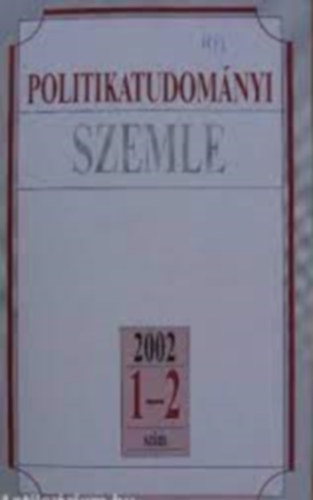 POLITIKATUDOMÁNYI
SZEMLE
2002
1–2
szám